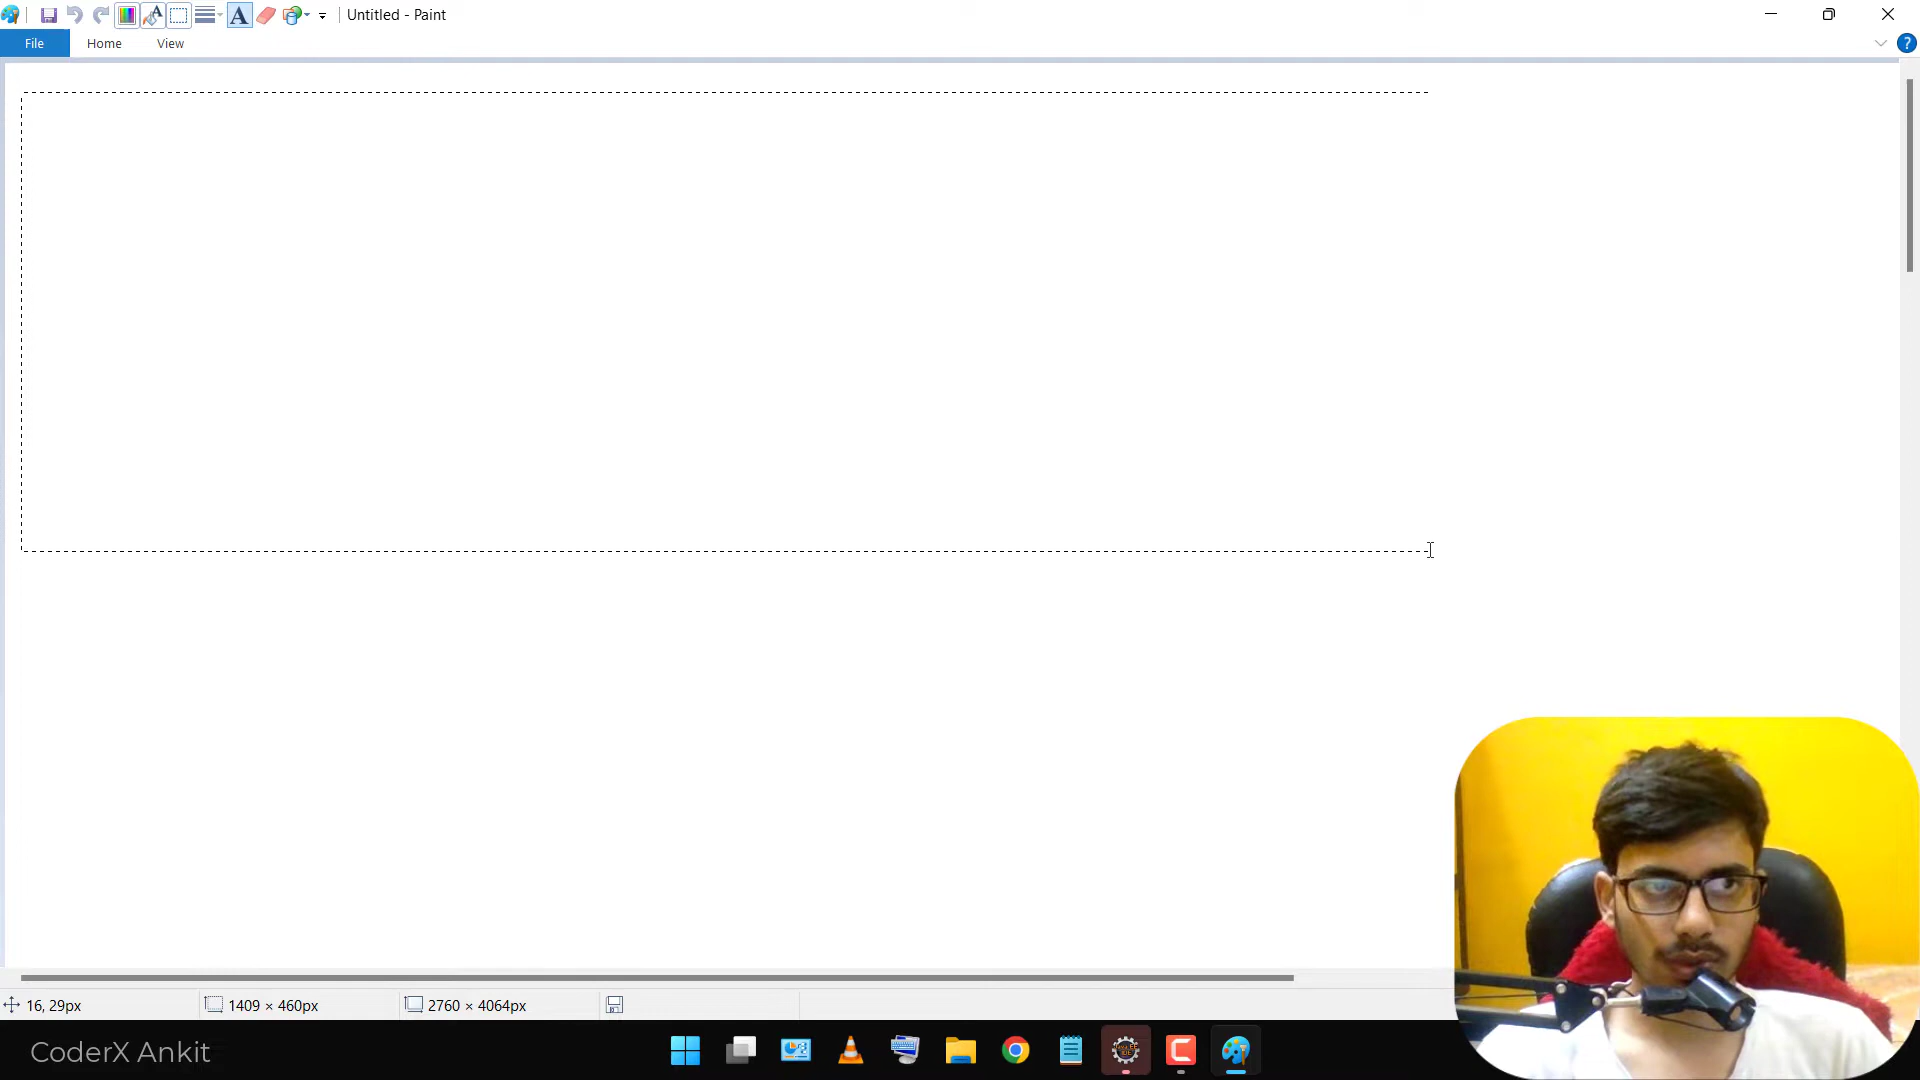 Untitled - Paint
File Home View
16, 29px 1409 × 460px 2760 × 4064px
CoderX Ankit